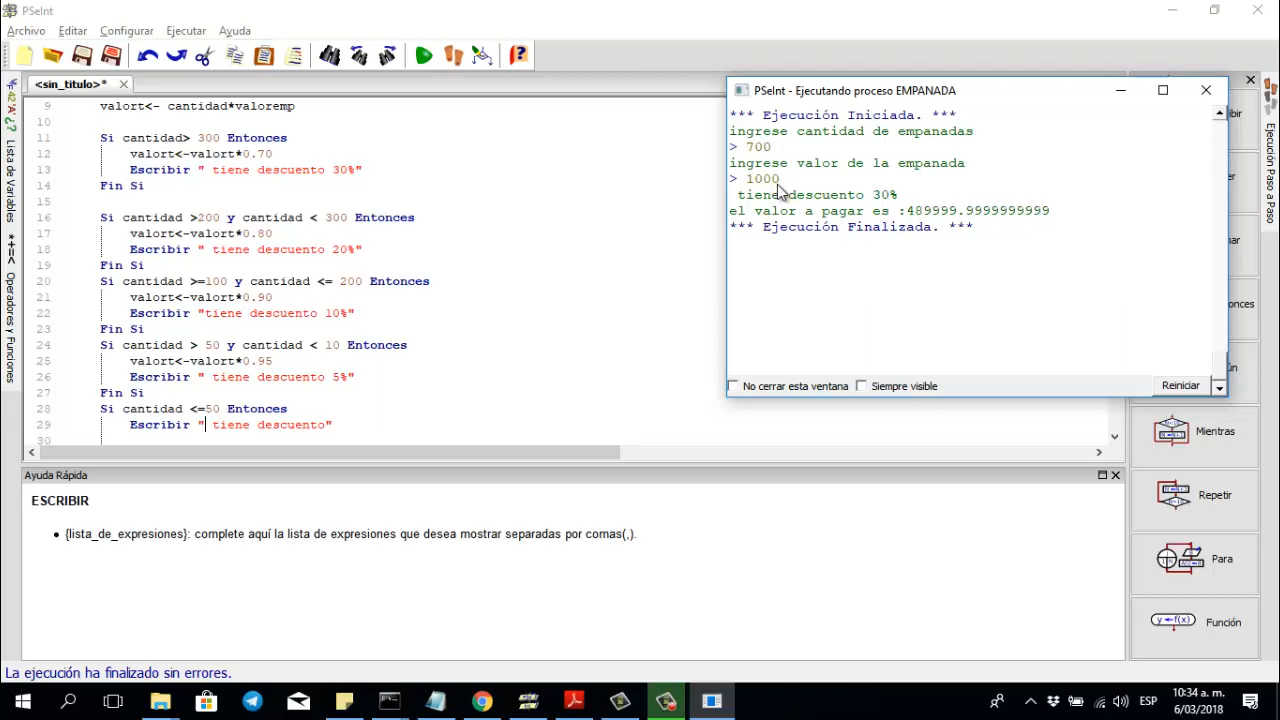 PSeInt
Archivo Editar Configurar Ejecutar Ayuda
<sin_titulo>*
9 valort<- cantidad*valoremp
10
11 Si cantidad> 300 Entonces
12 valort<-valort*0.70
13 Escribir " tiene descuento 30%"
14 Fin Si
16 Si cantidad >200 y cantidad < 300 Entonces
17 valort<-valort*0.80
18 Escribir " tiene descuento 20%"
19 Fin Si
20 Si cantidad >=100 y cantidad <= 200 Entonces
21 valort<-valort*0.90
22 Escribir "tiene descuento 10%"
23 Fin Si
24 Si cantidad > 50 y cantidad < 10 Entonces
25 valort<-valort*0.95
26 Escribir " tiene descuento 5%"
27 Fin Si
28 Si cantidad <=50 Entonces
29 Escribir " tiene descuento"
30
Lista de Variables
Operadores y Funciones
PSeInt - Ejecutando proceso EMPANADA
*** Ejecución Iniciada. ***
ingrese cantidad de empanadas
> 700
ingrese valor de la empanada
> 1000
tiene descuento 30%
el valor a pagar es :489999.9999999999
*** Ejecución Finalizada. ***
No cerrar esta ventana Siempre visible Reiniciar
Ejecución Paso a Paso
bir
er
nar
onces
ún
Mientras
Repetir
Para
Función
Ayuda Rápida
ESCRIBIR
• {lista_de_expresiones}: complete aquí la lista de expresiones que desea mostrar separadas por comas(,).
La ejecución ha finalizado sin errores.
ESP
10:34 a. m.
6/03/2018